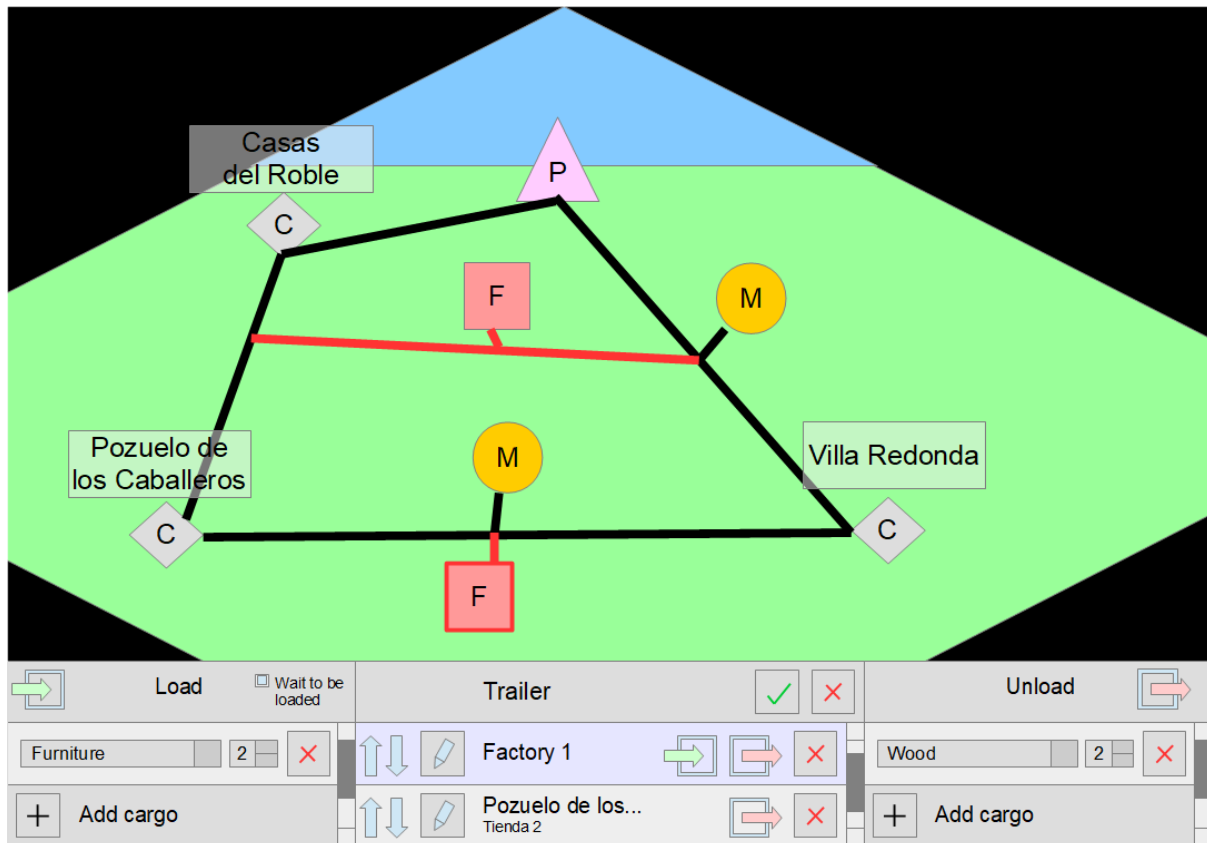 Casas
del Roble
P
C
F
M
Pozuelo de
los Caballeros
M
Villa Redonda
C
C
F
Load
Wait to be
loaded
Trailer
Unload
Furniture
2
Factory 1
Wood
2
Add cargo
Pozuelo de los...
Tienda 2
Add cargo